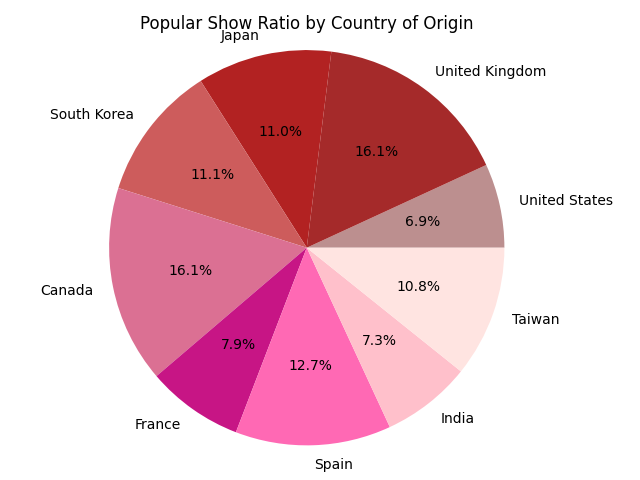 Popular Show Ratio by Country of Origin
Japan
United Kingdom
11.0%
South Korea
16.1%
11.1%
United States
6.9%
Canada
16.1%
10.8%
Taiwan
7.9%
7.3%
12.7%
France
India
Spain